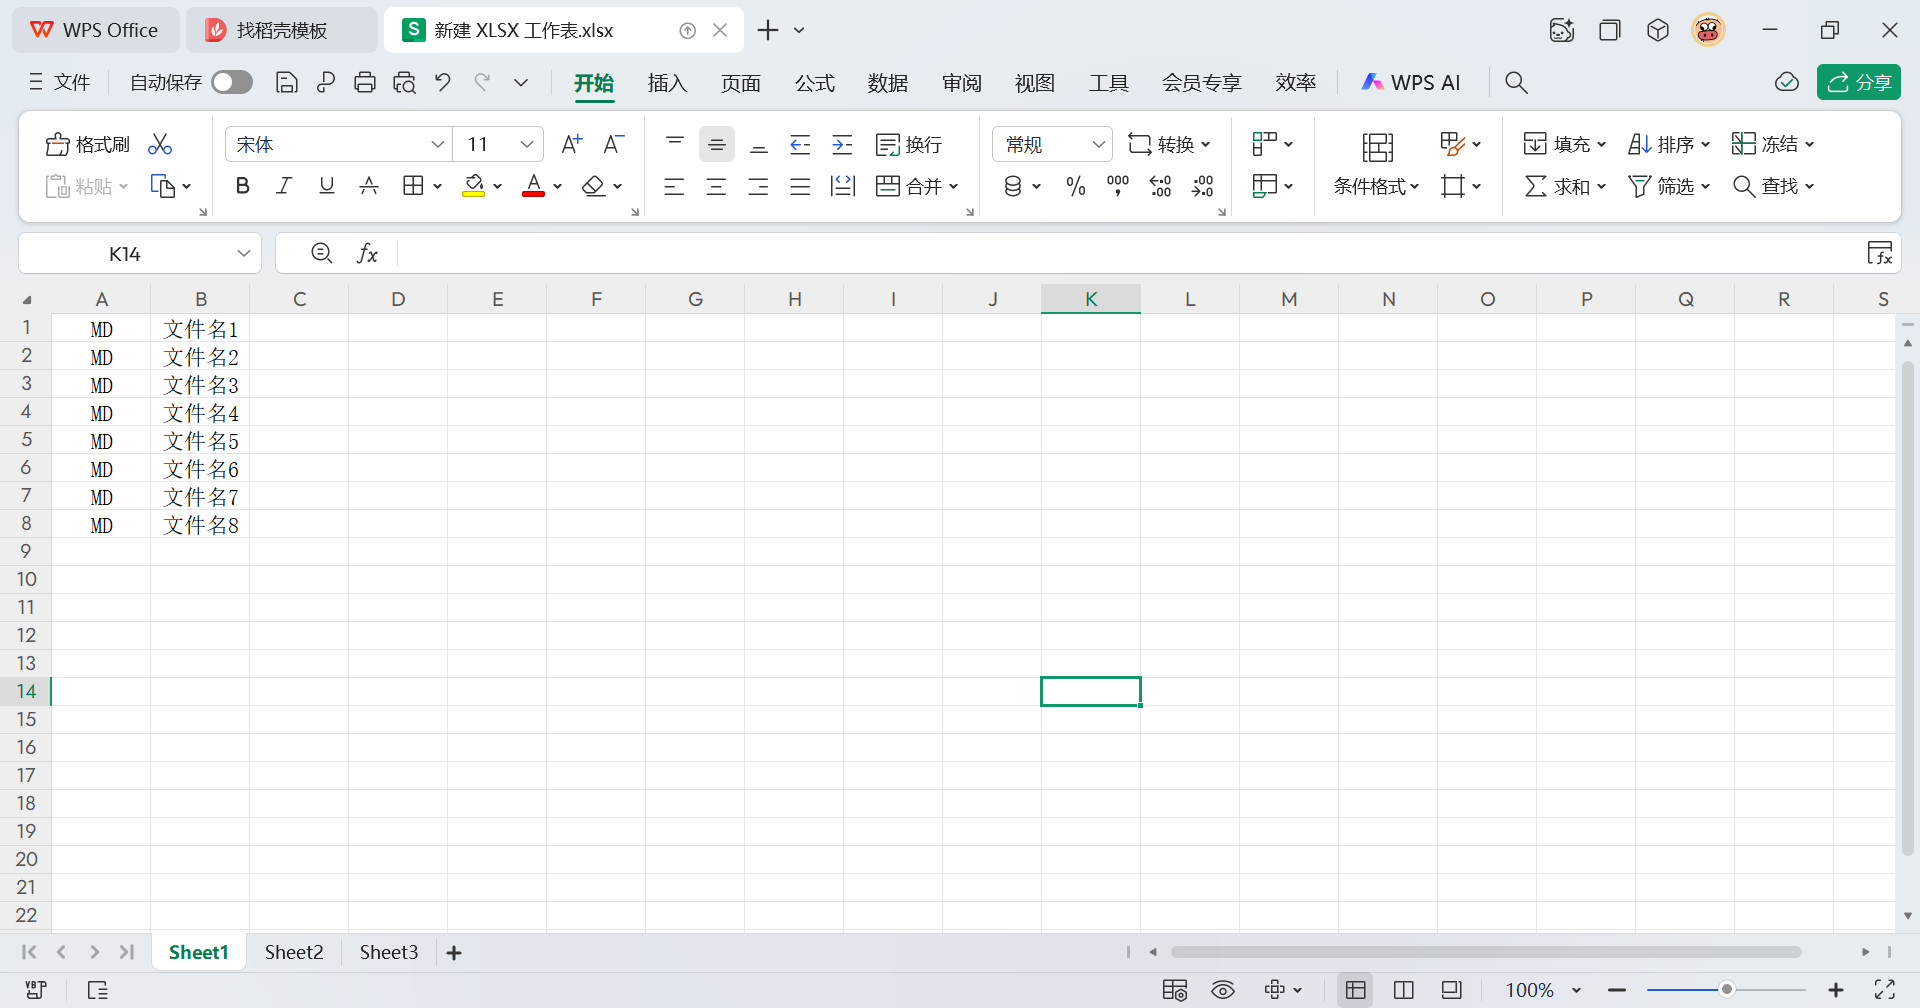 WPS Office 找稻壳模板 S 新建 XLSX 工作表.xlsx
文件 自动保存 开始 插入 页面 公式 数据 审阅 视图 工具 会员专享 效率 WPS AI 分享
格式刷 宋体 11 A+ A- 换行 常规 转换 填充 排序 冻结
粘贴 B I U A A 合并 % 000 条件格式 求和 筛选 查找
K14 fx
A B C D E F G H I J K L M N O P Q R S
1 MD 文件名1
2 MD 文件名2
3 MD 文件名3
4 MD 文件名4
5 MD 文件名5
6 MD 文件名6
7 MD 文件名7
8 MD 文件名8
9
10
11
12
13
14
15
16
17
18
19
20
21
22
Sheet1 Sheet2 Sheet3
100%